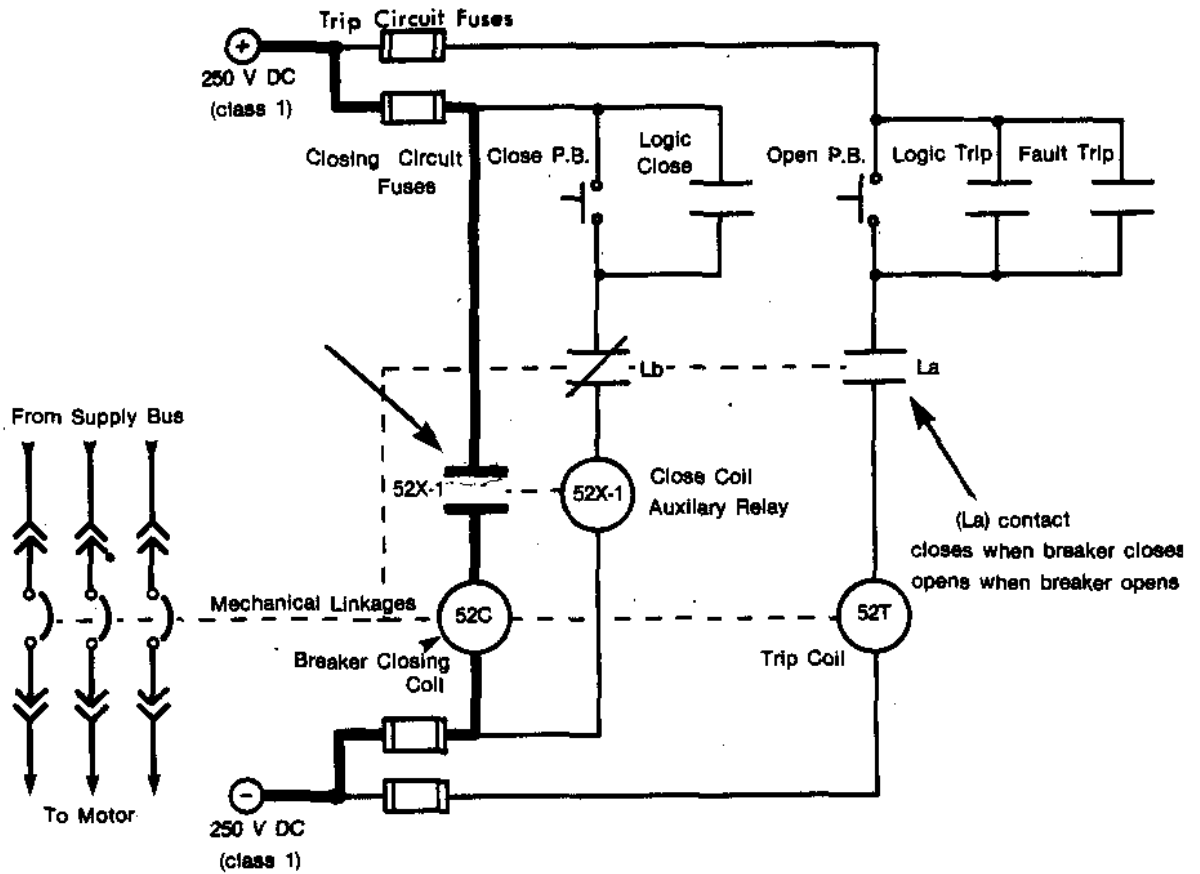 Trip Circuit Fuses
+
250 V DC
(class 1)
Closing Circuit
Fuses
Close P.B.
Logic
Close
Open P.B.
Logic Trip
Fault Trip
Lb
La
From Supply Bus
52X-1
52X-1
Close Coil
Auxilary Relay
(La) contact
closes when breaker closes
opens when breaker opens
Mechanical Linkages
52C
52T
Breaker Closing
Coil
Trip Coil
To Motor
−
250 V DC
(class 1)